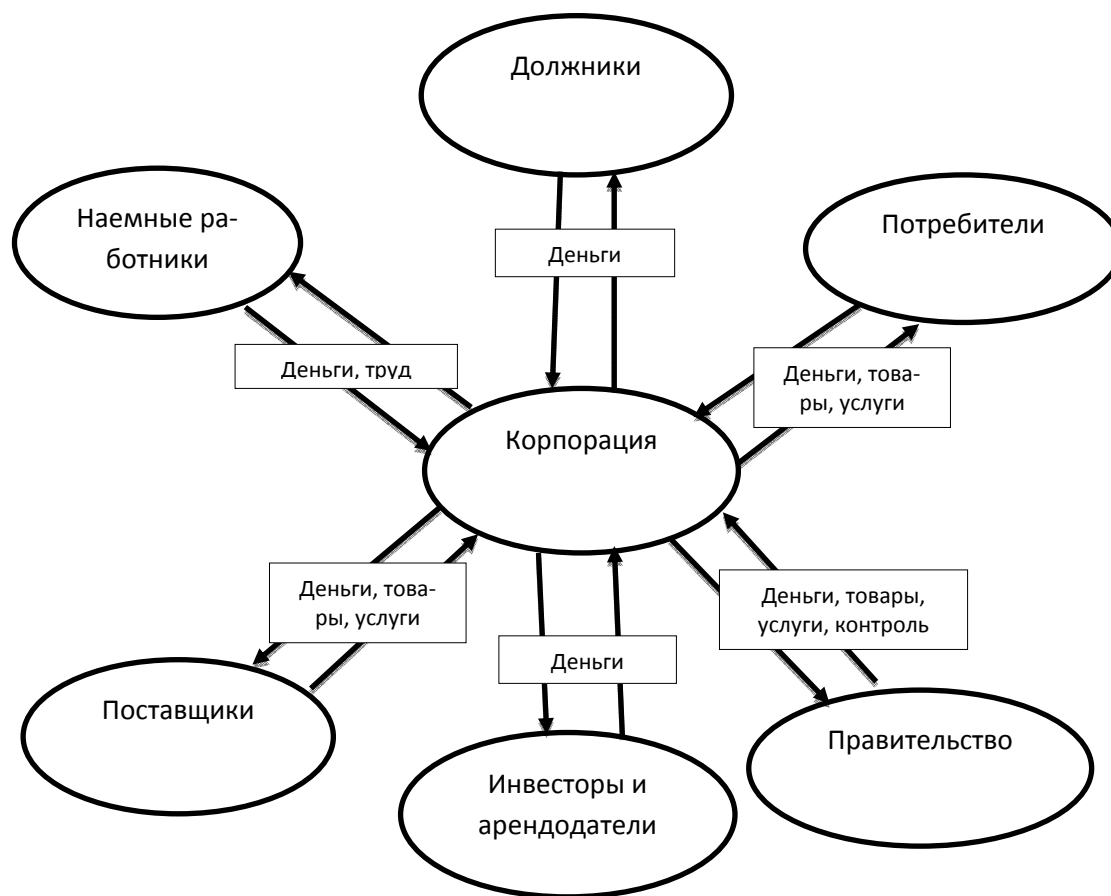 Должники
Наемные ра-
ботники
Потребители
Деньги
Деньги, труд
Деньги, това-
ры, услуги
Корпорация
Деньги, това-
ры, услуги
Деньги, товары,
услуги, контроль
Деньги
Поставщики
Инвесторы и
арендодатели
Правительство